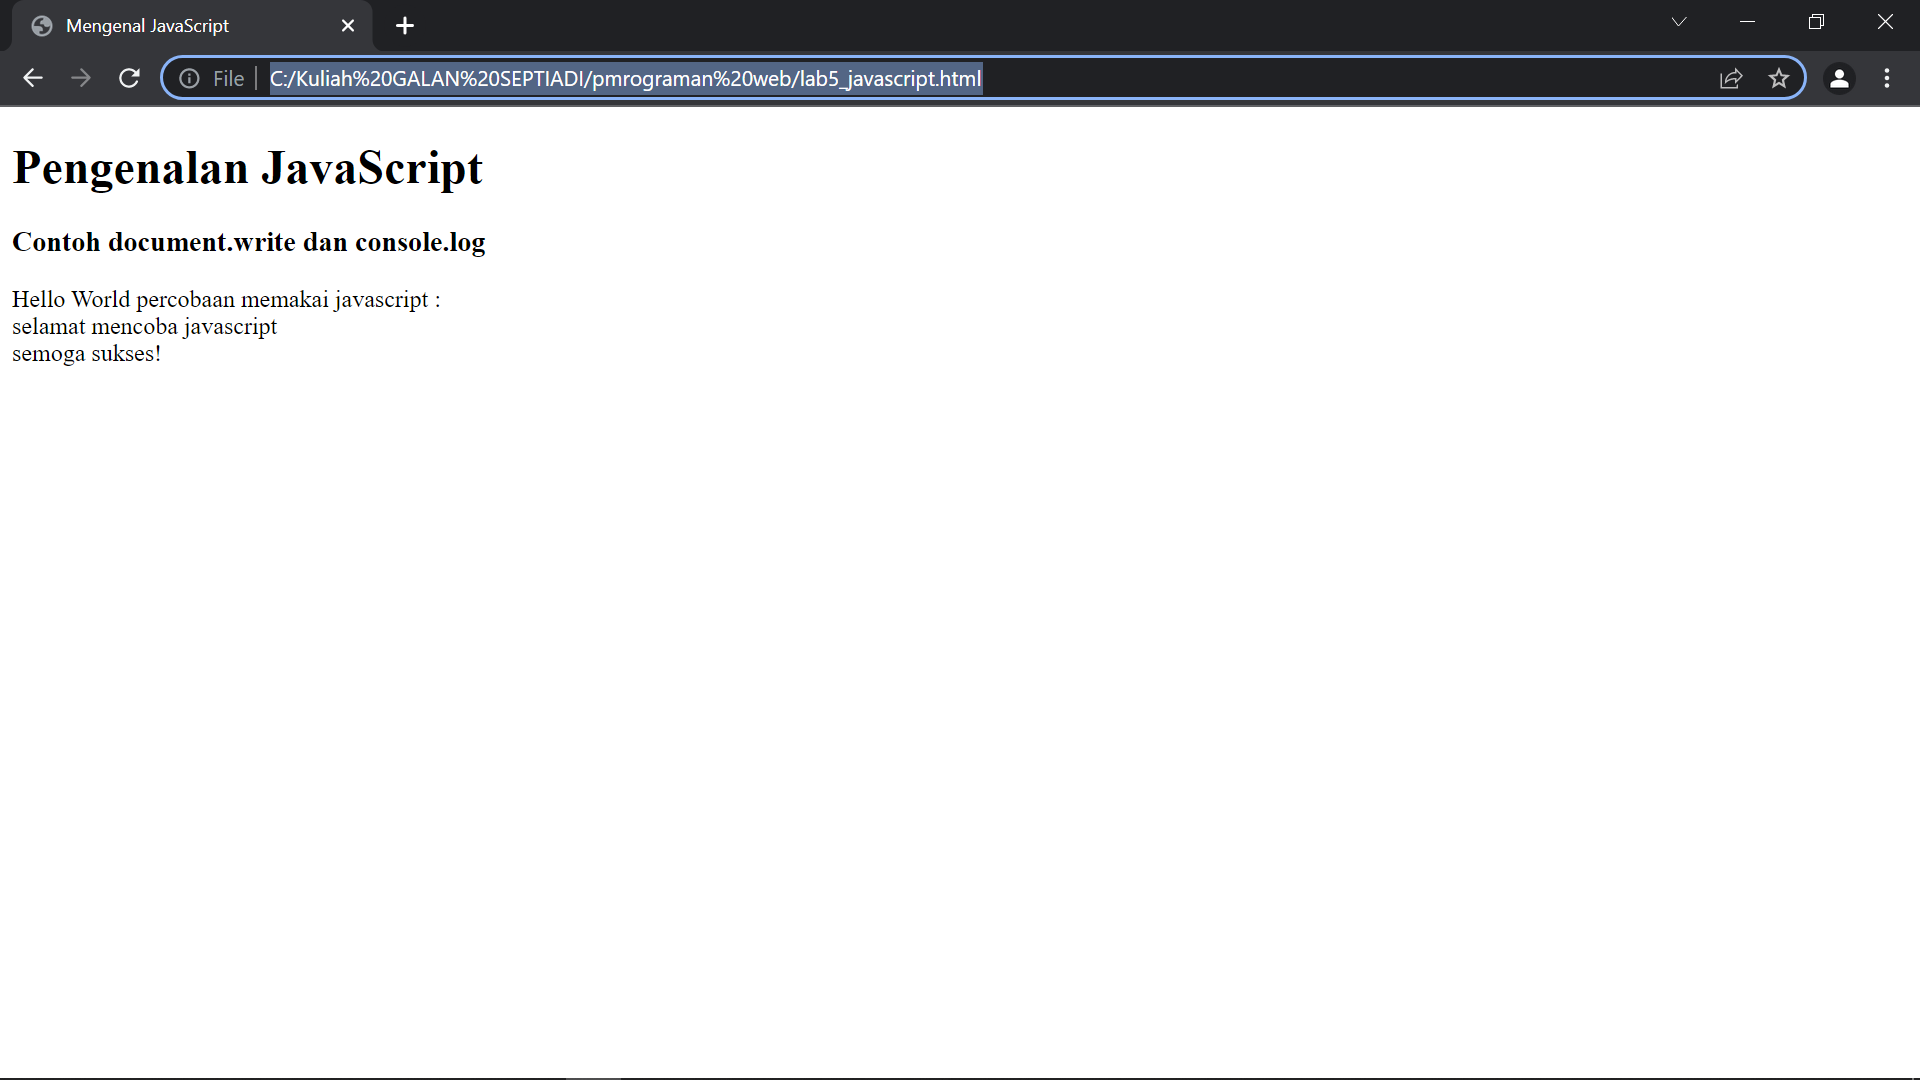 Mengenal JavaScript
File C:/Kuliah%20GALAN%20SEPTIADI/pmrograman%20web/lab5_javascript.html
Pengenalan JavaScript
Contoh document.write dan console.log
Hello World percobaan memakai javascript :
selamat mencoba javascript
semoga sukses!